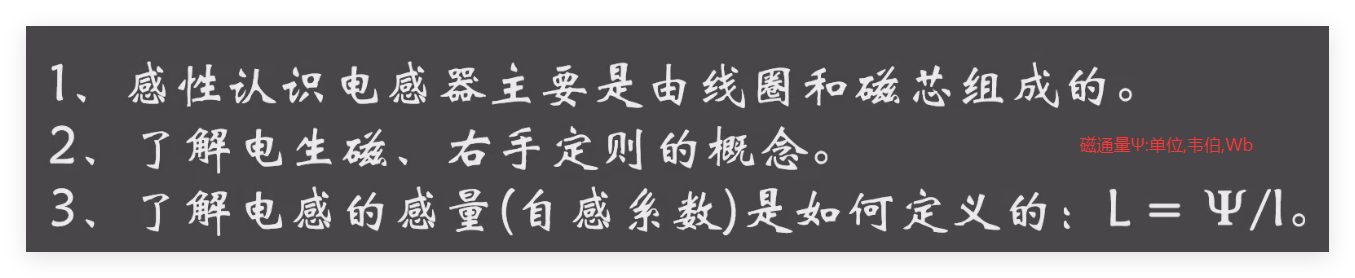 1、感性认识电感器主要是由线圈和磁芯组成的。
2、了解电生磁、右手定则的概念。
磁通量Ψ:单位,韦伯,Wb
3、了解电感的感量(自感系数)是如何定义的：L = Ψ/I。